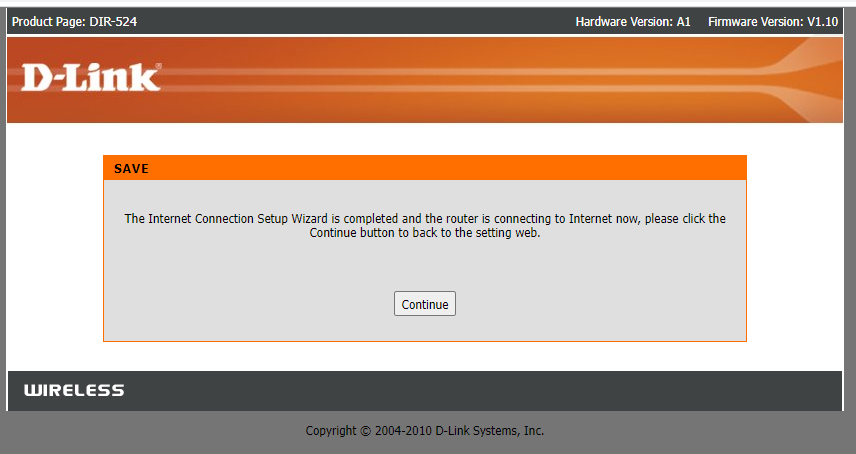 Product Page: DIR-524 Hardware Version: A1 Firmware Version: V1.10
D-Link®
SAVE
The Internet Connection Setup Wizard is completed and the router is connecting to Internet now, please click the
Continue button to back to the setting web.
Continue
WIRELESS
Copyright © 2004-2010 D-Link Systems, Inc.